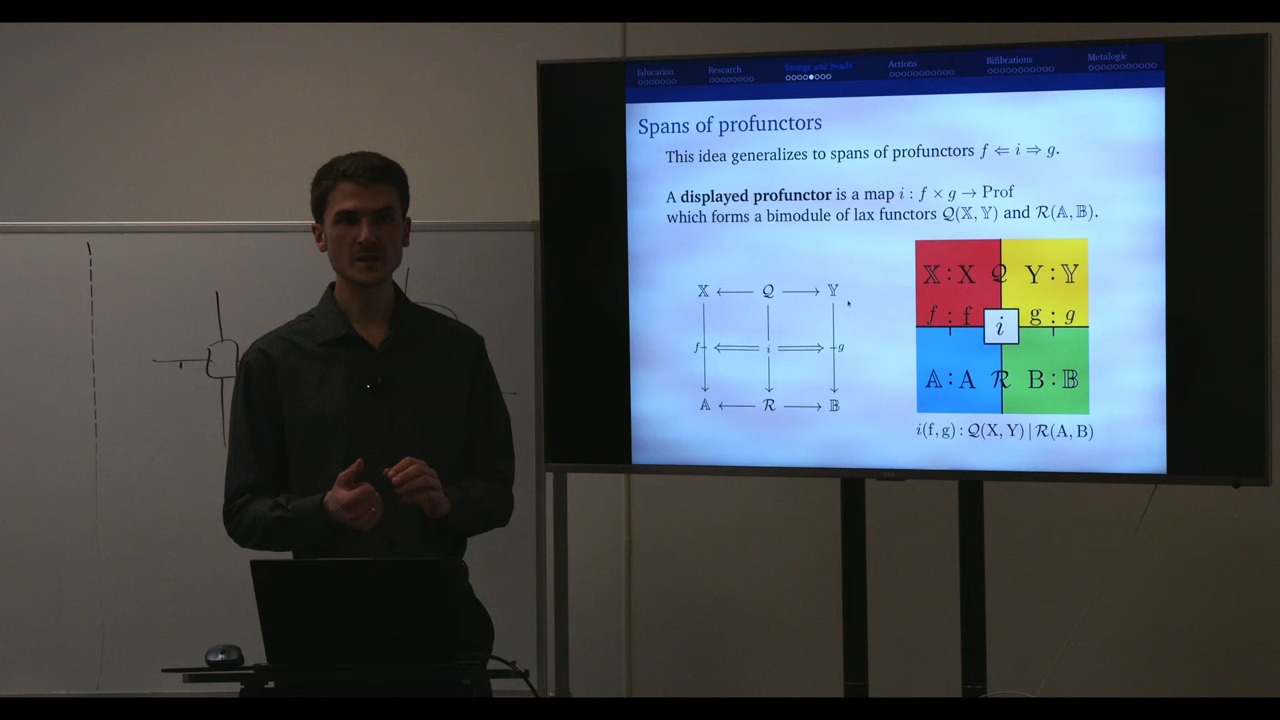 Education Research Strings and beads Actions Bifibrations Metalogic
Spans of profunctors
This idea generalizes to spans of profunctors f ⇐ i ⇒ g.
A displayed profunctor is a map i : f × g → Prof
which forms a bimodule of lax functors 𝒬(𝕏, 𝕐) and ℛ(𝔸, 𝔹).
𝕏 ← 𝒬 → 𝕐
f ⇐ i ⇒ g
𝔸 ← ℛ → 𝔹
𝕏 : X 𝒬 Y : 𝕐
f : f i g : g
𝔸 : A ℛ B : 𝔹
i(f, g) : 𝒬(X, Y) | ℛ(A, B)